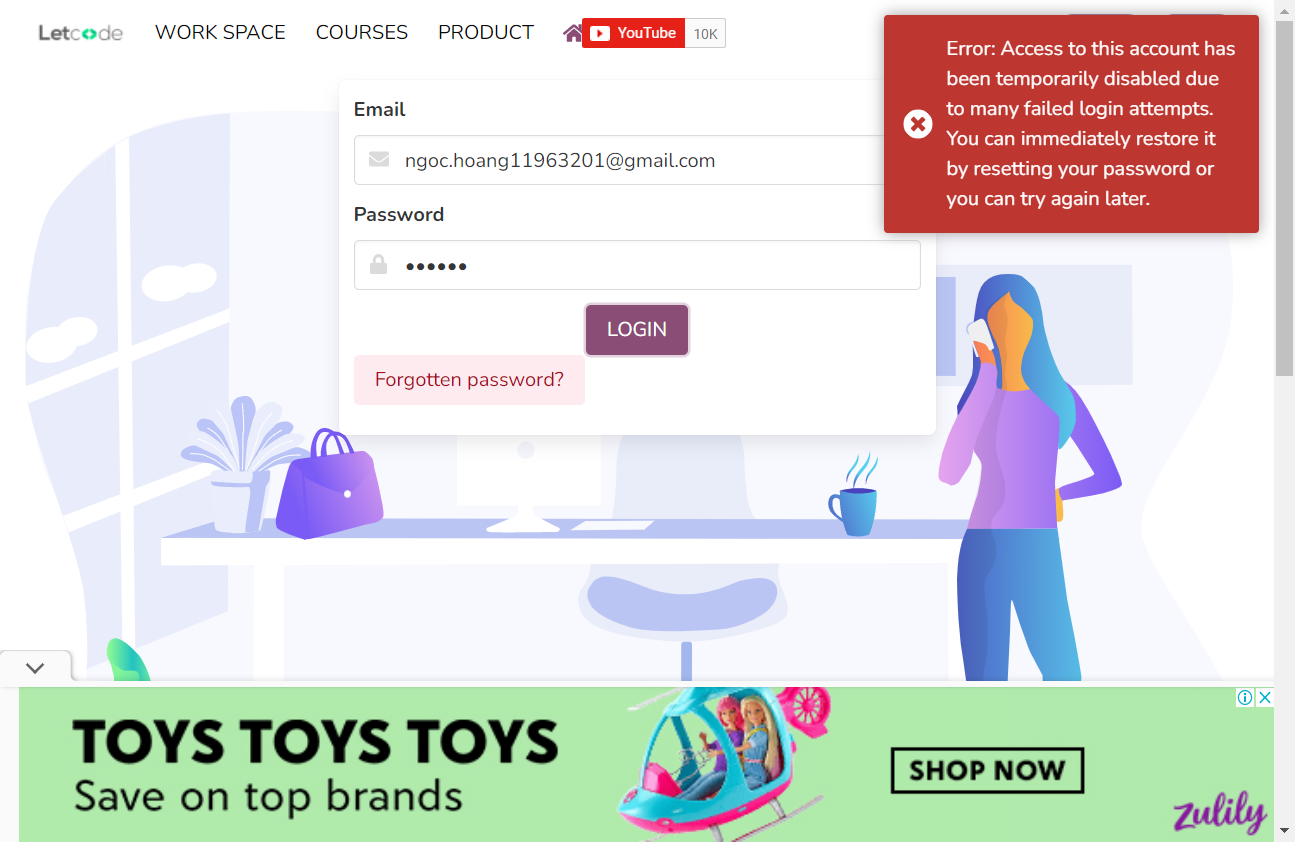 Letcode WORK SPACE COURSES PRODUCT YouTube 10K
Error: Access to this account has
been temporarily disabled due
to many failed login attempts.
You can immediately restore it
by resetting your password or
you can try again later.
Email
ngoc.hoang11963201@gmail.com
Password
LOGIN
Forgotten password?
TOYS TOYS TOYS
Save on top brands
SHOP NOW
zulily